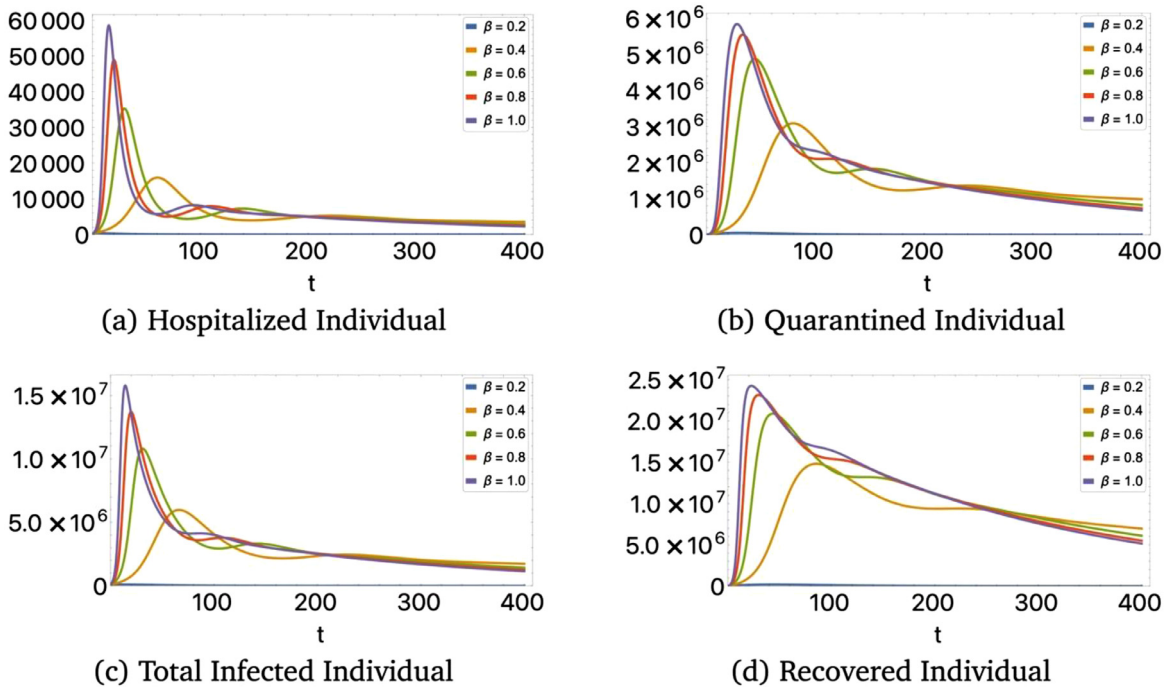 60 000
50 000
40 000
30 000
20 000
10 000
0
100
200
300
400
t
β = 0.2
β = 0.4
β = 0.6
β = 0.8
β = 1.0
(a) Hospitalized Individual
6 × 10^6
5 × 10^6
4 × 10^6
3 × 10^6
2 × 10^6
1 × 10^6
0
100
200
300
400
t
β = 0.2
β = 0.4
β = 0.6
β = 0.8
β = 1.0
(b) Quarantined Individual
1.5 × 10^7
1.0 × 10^7
5.0 × 10^6
0
100
200
300
400
t
β = 0.2
β = 0.4
β = 0.6
β = 0.8
β = 1.0
(c) Total Infected Individual
2.5 × 10^7
2.0 × 10^7
1.5 × 10^7
1.0 × 10^7
5.0 × 10^6
0
100
200
300
400
t
β = 0.2
β = 0.4
β = 0.6
β = 0.8
β = 1.0
(d) Recovered Individual